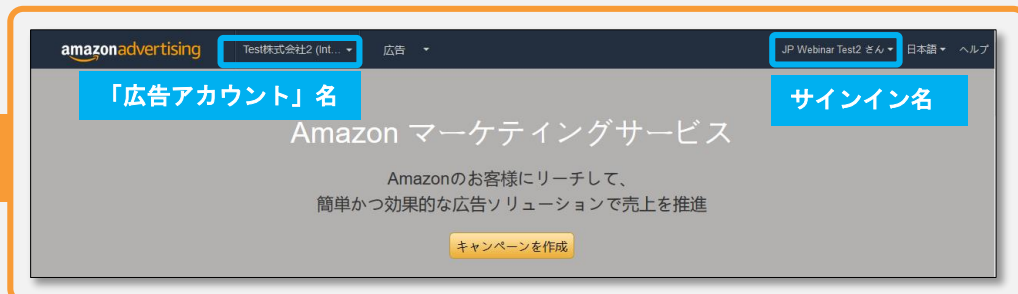 amazonadvertising Test株式会社2 (Int... 広告 JP Webinar Test2 さん 日本語 ヘルプ
「広告アカウント」名 サインイン名
Amazon マーケティングサービス
Amazonのお客様にリーチして、
簡単かつ効果的な広告ソリューションで売上を推進
キャンペーンを作成